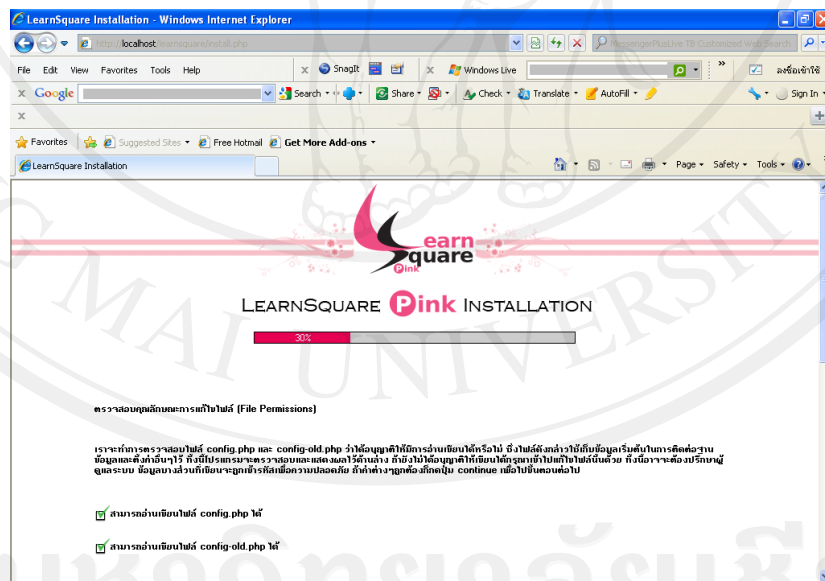 LearnSquare Installation - Windows Internet Explorer
http://localhost/learnsquare/install.php
MessengerPlusLive TB Customized Web Search
File Edit View Favorites Tools Help
x SnagIt
x Windows Live
»
ลงชื่อเข้าใช้
x Google
Search
Share
Check
Translate
AutoFill
Sign In
x
Favorites
Suggested Sites
Free Hotmail
Get More Add-ons
LearnSquare Installation
Page Safety Tools
Learn
Square
Pink
LEARNSQUARE Pink INSTALLATION
30%
ตรวจสอบคุณลักษณะการแก้ไขไฟล์ (File Permissions)
เราจะทำการตรวจสอบไฟล์ config.php และ config-old.php ว่าได้อนุญาติให้มีการอ่านเขียนได้หรือไม่ ซึ่งไฟล์ดังกล่าวใช้เก็บข้อมูลเริ่มต้นในการติดต่อฐาน
ข้อมูลและตั้งค่าอื่นๆไว้ ทั้งนี้โปรแกรมจะตรวจสอบและแสดงผลไว้ด้านล่าง ถ้ายังไม่ได้อนุญาติให้เขียนได้กรุณาเข้าไปแก้ไขไฟล์นั้นด้วย ทั้งนี้อาจจะต้องปรึกษาผู้
ดูแลระบบ ข้อมูลบางส่วนที่เขียนจะถูกเข้ารหัสเพื่อความปลอดภัย ถ้าค่าต่างๆถูกต้องก็กดปุ่ม continue เพื่อไปขั้นตอนต่อไป
สามารถอ่านเขียนไฟล์ config.php ได้
สามารถอ่านเขียนไฟล์ config-old.php ได้